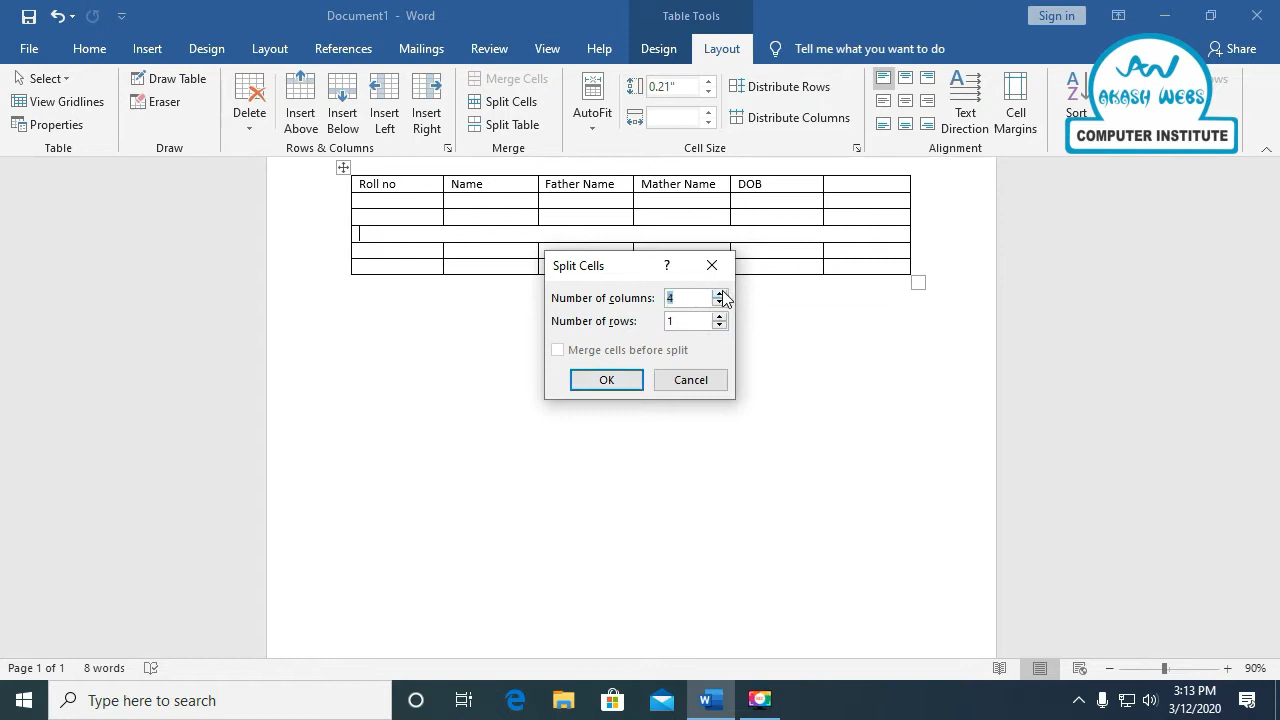 Document1 - Word
Table Tools
Sign in
File
Home
Insert
Design
Layout
References
Mailings
Review
View
Help
Design
Layout
Tell me what you want to do
Share
Select
View Gridlines
Properties
Table
Draw Table
Eraser
Draw
Delete
Insert Above
Insert Below
Insert Left
Insert Right
Rows & Columns
Merge Cells
Split Cells
Split Table
Merge
AutoFit
0.21"
Distribute Rows
Distribute Columns
Cell Size
Text Direction
Cell Margins
Alignment
A
Z
Sort
AW
AKASH WEBS
COMPUTER INSTITUTE
Roll no
Name
Father Name
Mather Name
DOB
Split Cells
?
Number of columns:
4
Number of rows:
1
Merge cells before split
OK
Cancel
Page 1 of 1
8 words
90%
Type here to search
3:13 PM
3/12/2020